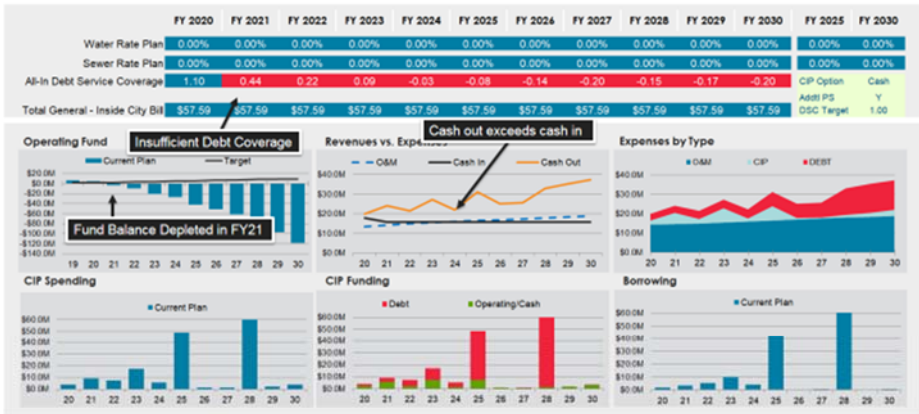 FY 2020 FY 2021 FY 2022 FY 2023 FY 2024 FY 2025 FY 2026 FY 2027 FY 2028 FY 2029 FY 2030 FY 2025 FY 2030
Water Rate Plan 0.00% 0.00% 0.00% 0.00% 0.00% 0.00% 0.00% 0.00% 0.00% 0.00% 0.00% 0.00% 0.00%
Sewer Rate Plan 0.00% 0.00% 0.00% 0.00% 0.00% 0.00% 0.00% 0.00% 0.00% 0.00% 0.00% 0.00% 0.00%
All-In Debt Service Coverage 1.10 0.44 0.22 0.09 -0.03 -0.08 -0.14 -0.20 -0.15 -0.17 -0.20 CIP Option Cash
Addtl PS Y
Total General - Inside City Bill $57.59 $57.59 $57.59 $57.59 $57.59 $57.59 $57.59 $57.59 $57.59 $57.59 $57.59 DSC Target 1.00
Insufficient Debt Coverage
Cash out exceeds cash in
Operating Fund
Current Plan Target
$20.0M
$0.0M
-$20.0M
-$40.0M
-$60.0M
-$80.0M
-$100.0M
-$120.0M
-$140.0M
Fund Balance Depleted in FY21
19 20 21 22 23 24 25 26 27 28 29 30
Revenues vs. Expenses
O&M Cash In Cash Out
$40.0M
$30.0M
$20.0M
$10.0M
$0.0M
20 21 22 23 24 25 26 27 28 29 30
Expenses by Type
O&M CIP DEBT
$40.0M
$30.0M
$20.0M
$10.0M
$0.0M
20 21 22 23 24 25 26 27 28 29 30
CIP Spending
Current Plan
$60.0M
$50.0M
$40.0M
$30.0M
$20.0M
$10.0M
$0.0M
20 21 22 23 24 25 26 27 28 29 30
CIP Funding
Debt Operating/Cash
$60.0M
$50.0M
$40.0M
$30.0M
$20.0M
$10.0M
$0.0M
20 21 22 23 24 25 26 27 28 29 30
Borrowing
Current Plan
$60.0M
$50.0M
$40.0M
$30.0M
$20.0M
$10.0M
$0.0M
20 21 22 23 24 25 26 27 28 29 30